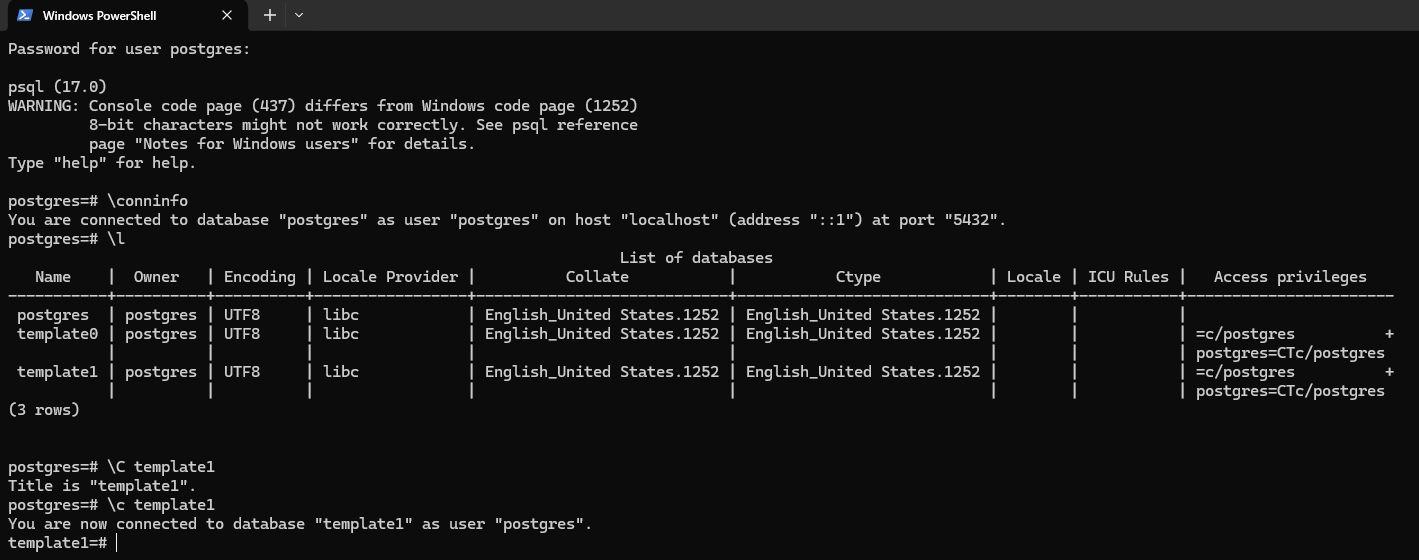 Windows PowerShell
Password for user postgres:
psql (17.0)
WARNING: Console code page (437) differs from Windows code page (1252)
         8-bit characters might not work correctly. See psql reference
         page "Notes for Windows users" for details.
Type "help" for help.
postgres=# \conninfo
You are connected to database "postgres" as user "postgres" on host "localhost" (address "::1") at port "5432".
postgres=# \l
                                                                    List of databases
   Name    |  Owner   | Encoding | Locale Provider |          Collate           |           Ctype            | Locale | ICU Rules |   Access privileges
-----------+----------+----------+-----------------+----------------------------+----------------------------+--------+-----------+-----------------------
 postgres  | postgres | UTF8     | libc            | English_United States.1252 | English_United States.1252 |        |           |
 template0 | postgres | UTF8     | libc            | English_United States.1252 | English_United States.1252 |        |           | =c/postgres          +
           |          |          |                 |                            |                            |        |           | postgres=CTc/postgres
 template1 | postgres | UTF8     | libc            | English_United States.1252 | English_United States.1252 |        |           | =c/postgres          +
           |          |          |                 |                            |                            |        |           | postgres=CTc/postgres
(3 rows)
postgres=# \C template1
Title is "template1".
postgres=# \c template1
You are now connected to database "template1" as user "postgres".
template1=#